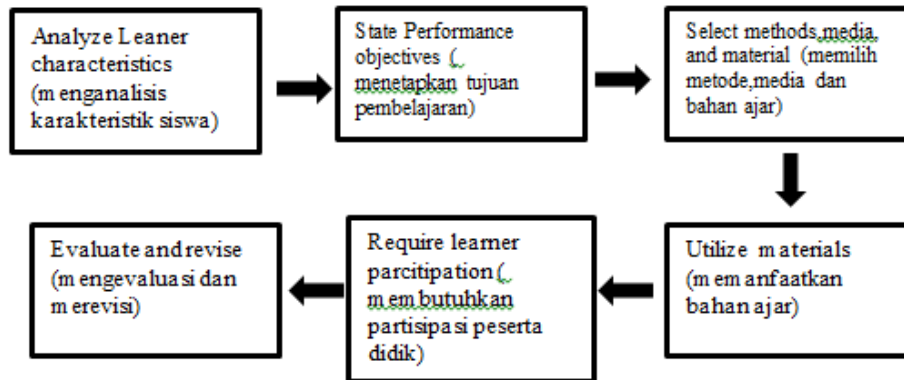 Analyze Leaner
characteristics
(menganalisis
karakteristik siswa)
State Performance
objectives (
menetapkan tujuan
pembelajaran)
Select methods,media,
and material (memilih
metode,media dan
bahan ajar)
Utilize materials
(memanfaatkan
bahan ajar)
Require learner
parcitipation (
membutuhkan
partisipasi peserta
didik)
Evaluate and revise
(mengevaluasi dan
merevisi)